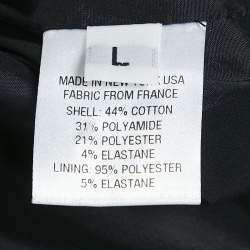 L
MADE IN NEW YORK USA
FABRIC FROM FRANCE
SHELL: 44% COTTON
31% POLYAMIDE
21% POLYESTER
4% ELASTANE
LINING: 95% POLYESTER
5% ELASTANE